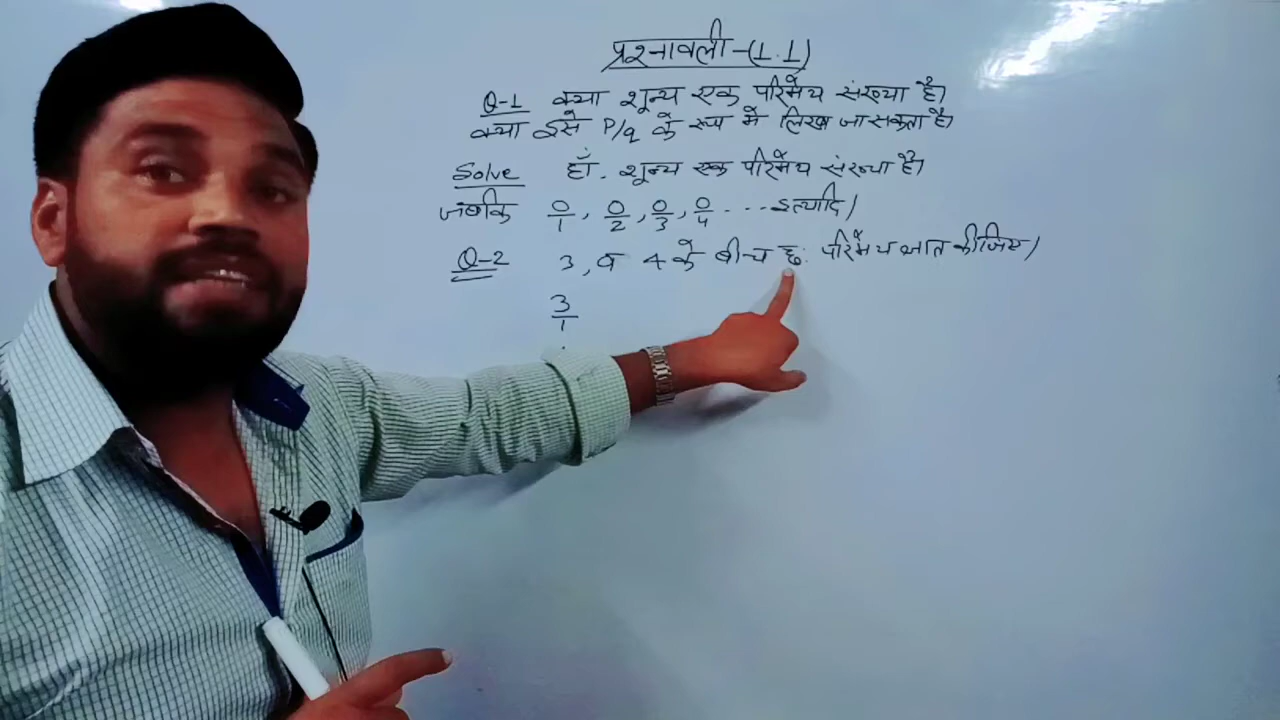 प्रश्नावली-(1.1)
Q-1 क्या शून्य एक परिमेय संख्या है।
क्या इसे P/q के रूप में लिखा जा सकता है।
Solve हाँ. शून्य एक परिमेय संख्या है।
जबकि 0/1, 0/2, 0/3, 0/4 ... इत्यादि।
Q-2 3, व 4 के बीच छः परिमेय ज्ञात कीजिए।
3/1